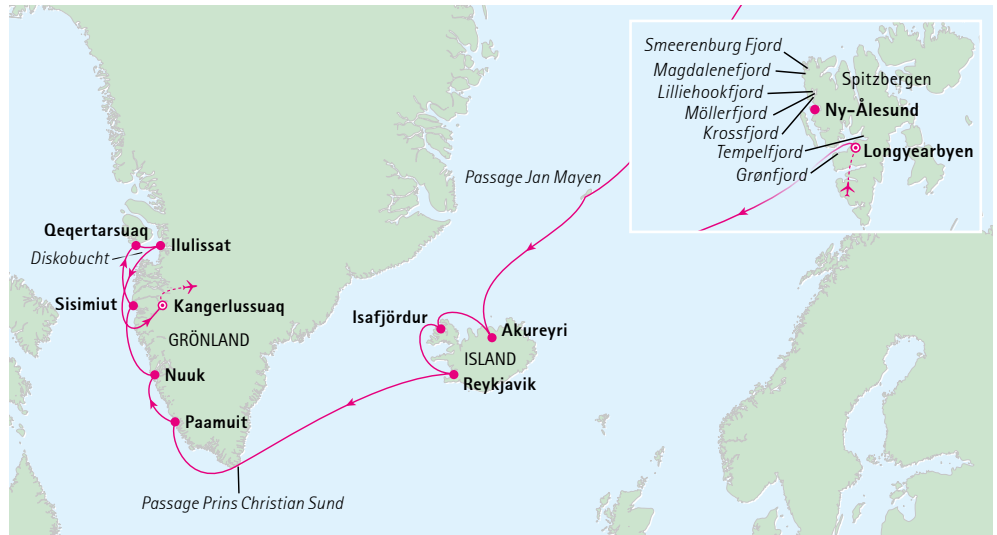 Smeerenburg Fjord
Magdalenefjord
Spitzbergen
Lilliehookfjord
Möllerfjord
Ny-Ålesund
Krossfjord
Tempelfjord
Longyearbyen
Grønfjord
Passage Jan Mayen
Qeqertarsuaq
Ilulissat
Diskobucht
Sisimiut
Kangerlussuaq
GRÖNLAND
Isafjördur
Akureyri
ISLAND
Reykjavik
Nuuk
Paamuit
Passage Prins Christian Sund